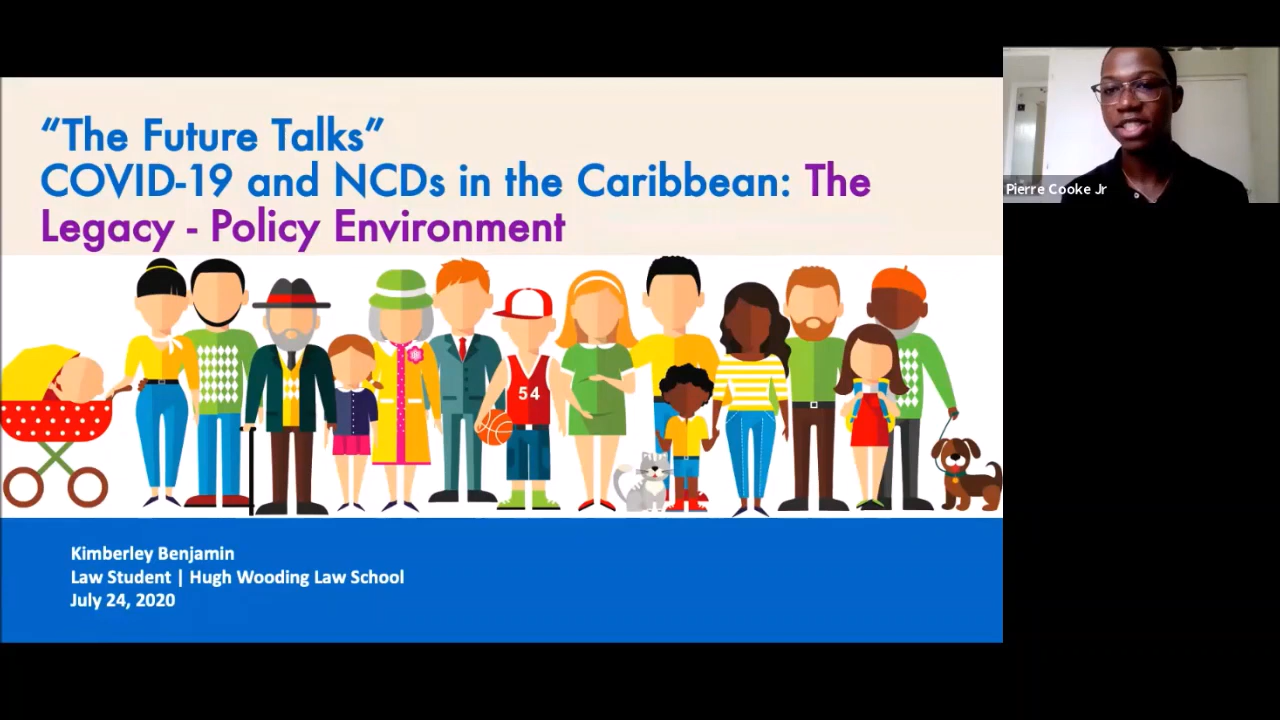 “The Future Talks”
COVID-19 and NCDs in the Caribbean: The
Legacy - Policy Environment
Pierre Cooke Jr
54
Kimberley Benjamin
Law Student | Hugh Wooding Law School
July 24, 2020